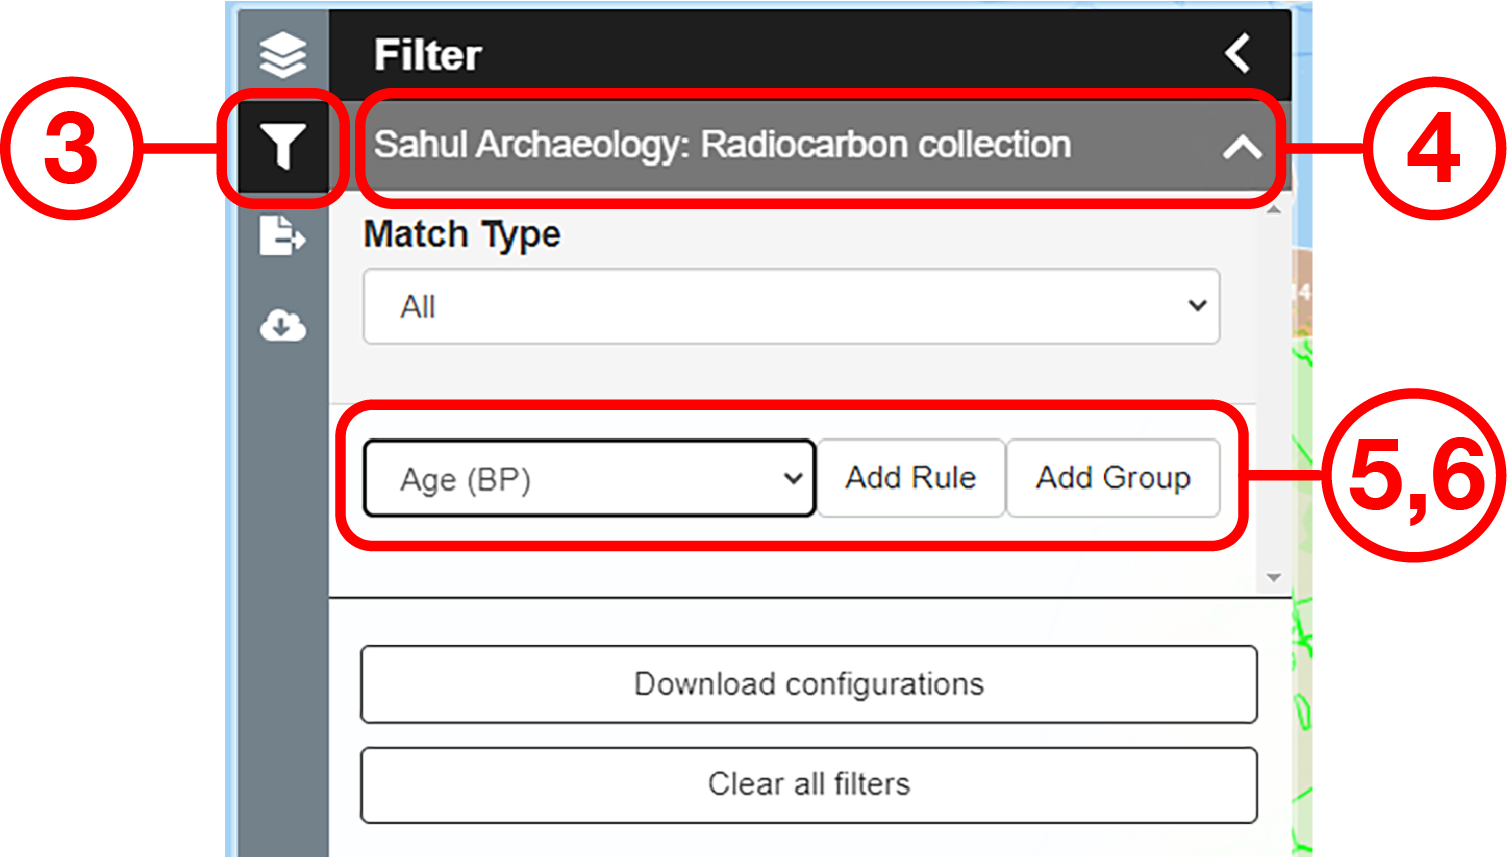 Filter
3
Sahul Archaeology: Radiocarbon collection
4
Match Type
All
Age (BP)
Add Rule
Add Group
5,6
Download configurations
Clear all filters